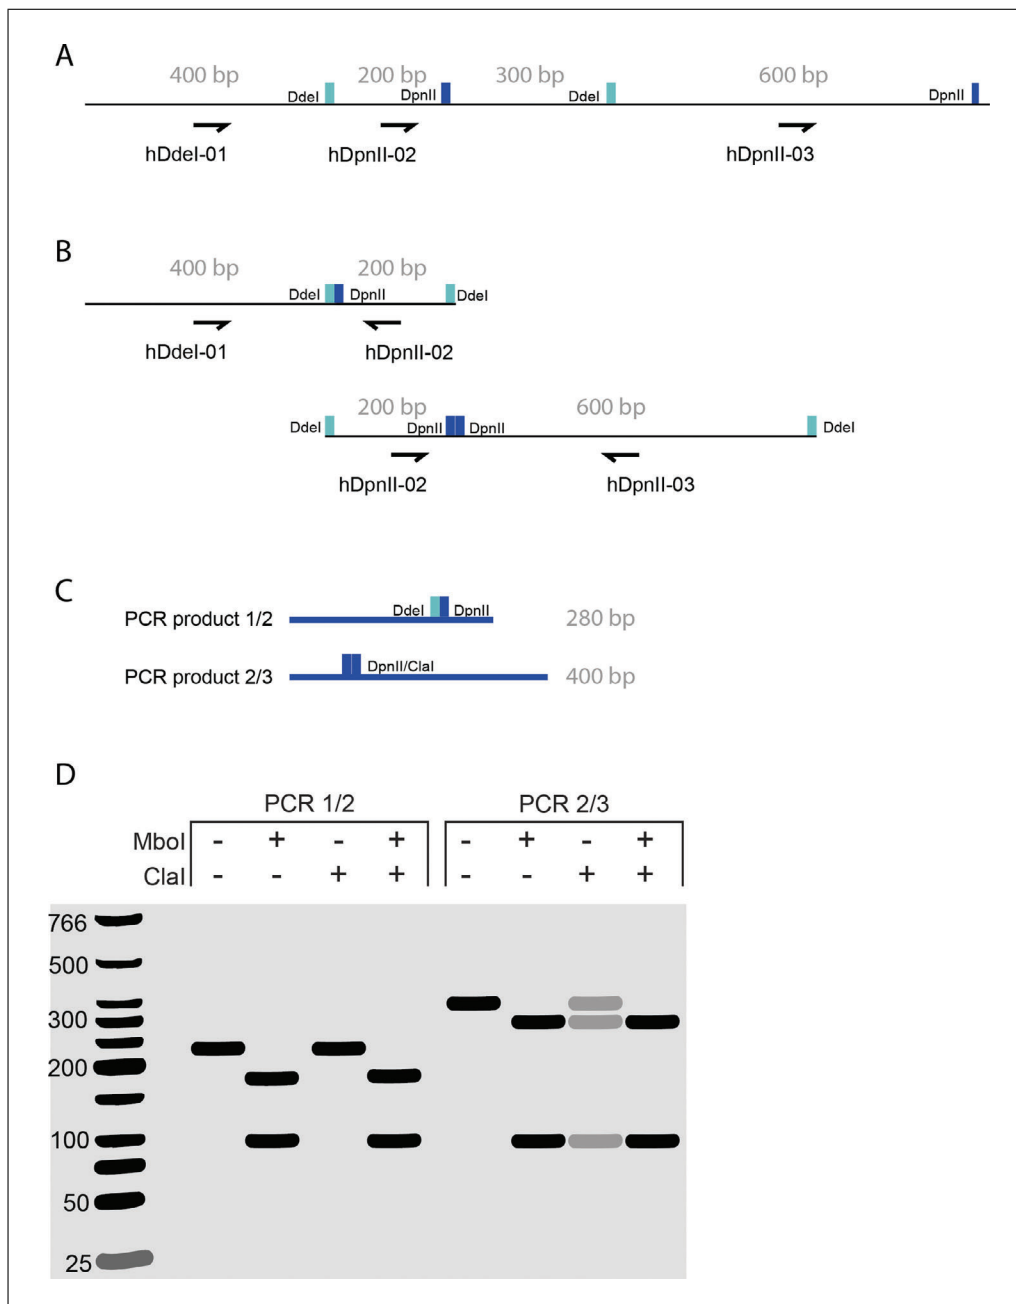 A
400 bp 200 bp 300 bp 600 bp
DdeI DpnII DdeI DpnII
hDdeI-01 hDpnII-02 hDpnII-03
B
400 bp 200 bp
DdeI DpnII DdeI
hDdeI-01 hDpnII-02
200 bp 600 bp
DdeI DpnII DpnII DdeI
hDpnII-02 hDpnII-03
C
DdeI DpnII
PCR product 1/2 280 bp
DpnII/ClaI
PCR product 2/3 400 bp
D
PCR 1/2 PCR 2/3
MboI - + - + - + - +
ClaI - - + + - - + +
766
500
300
200
100
50
25